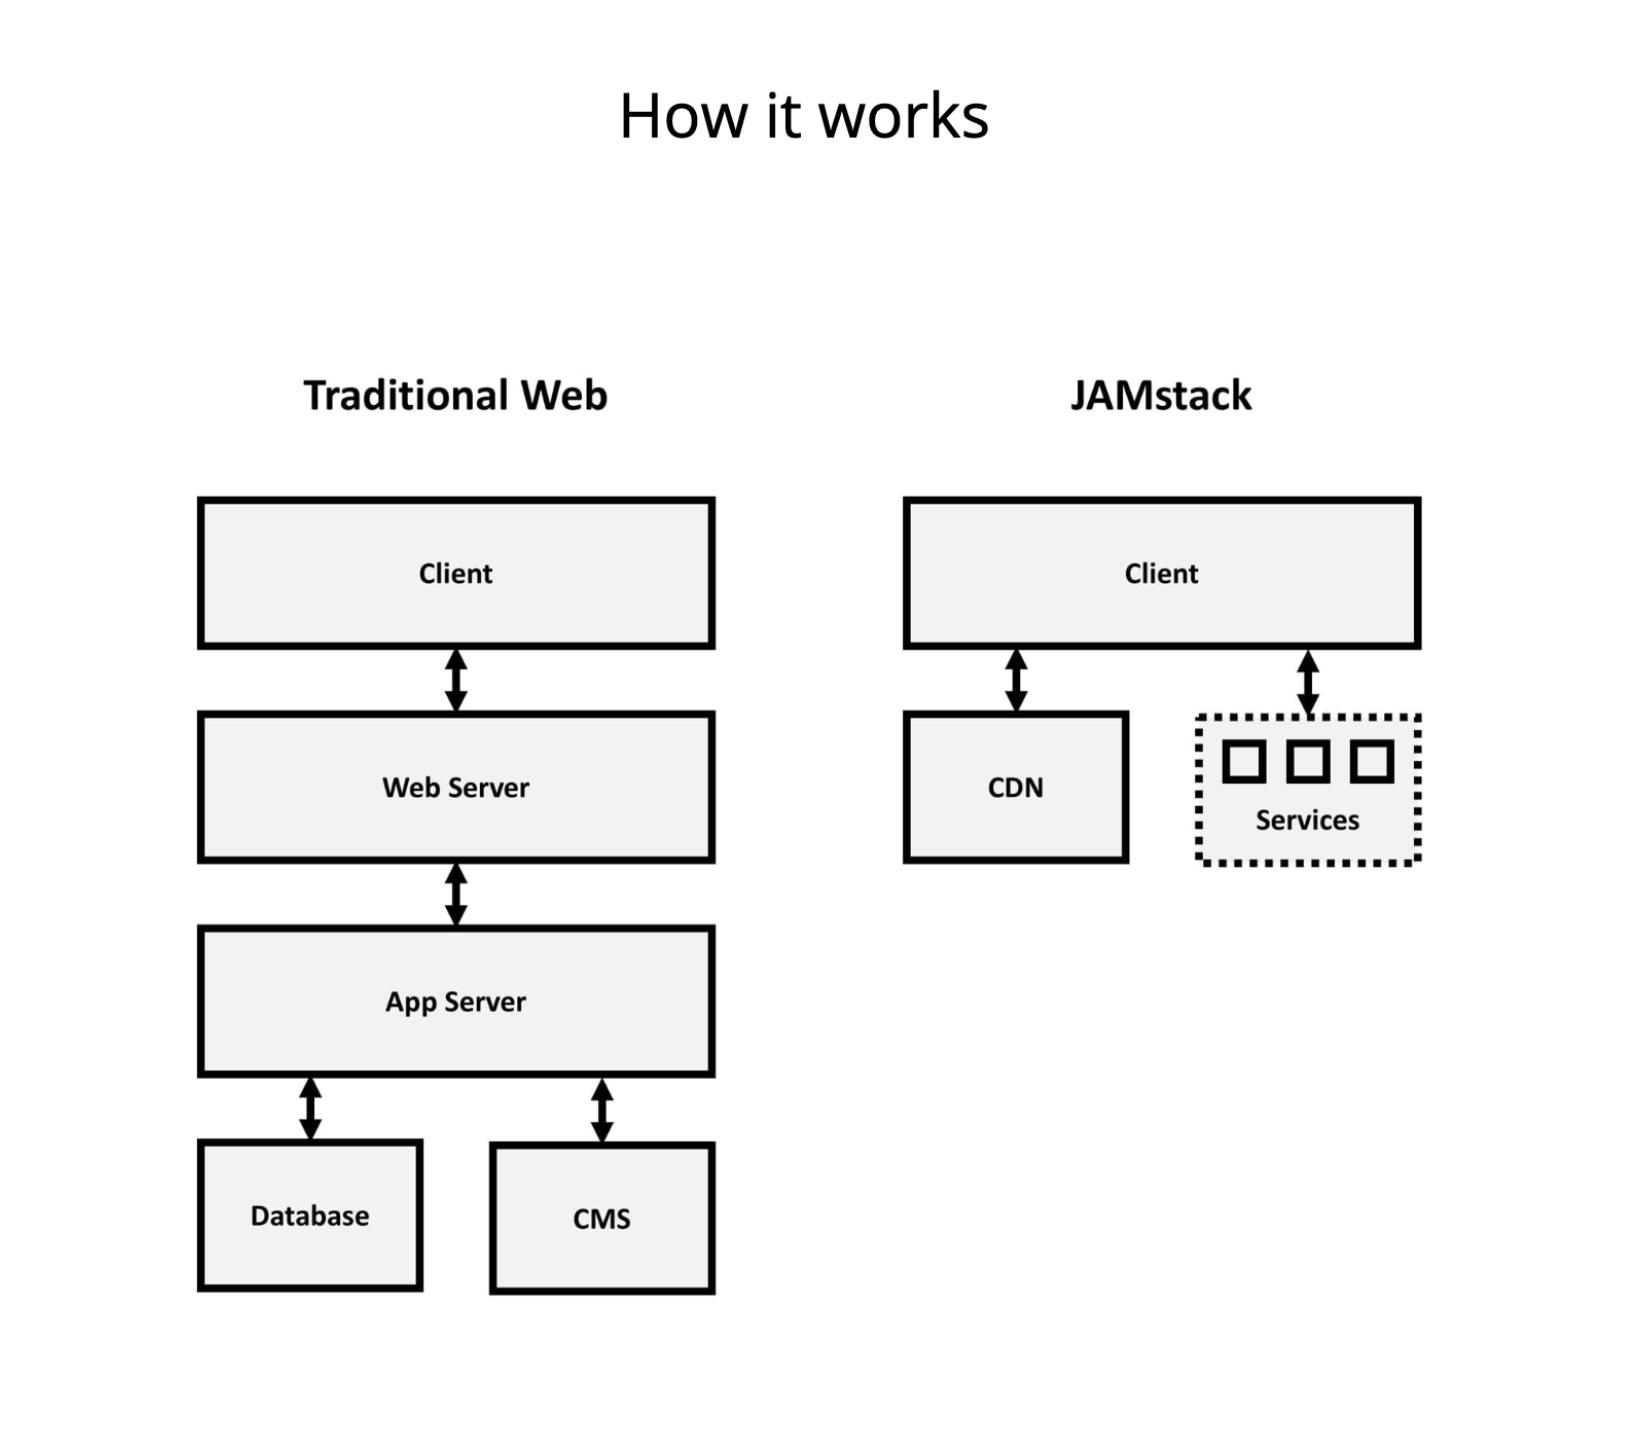 How it works
Traditional Web
Client
Web Server
App Server
Database
CMS
JAMstack
Client
CDN
Services